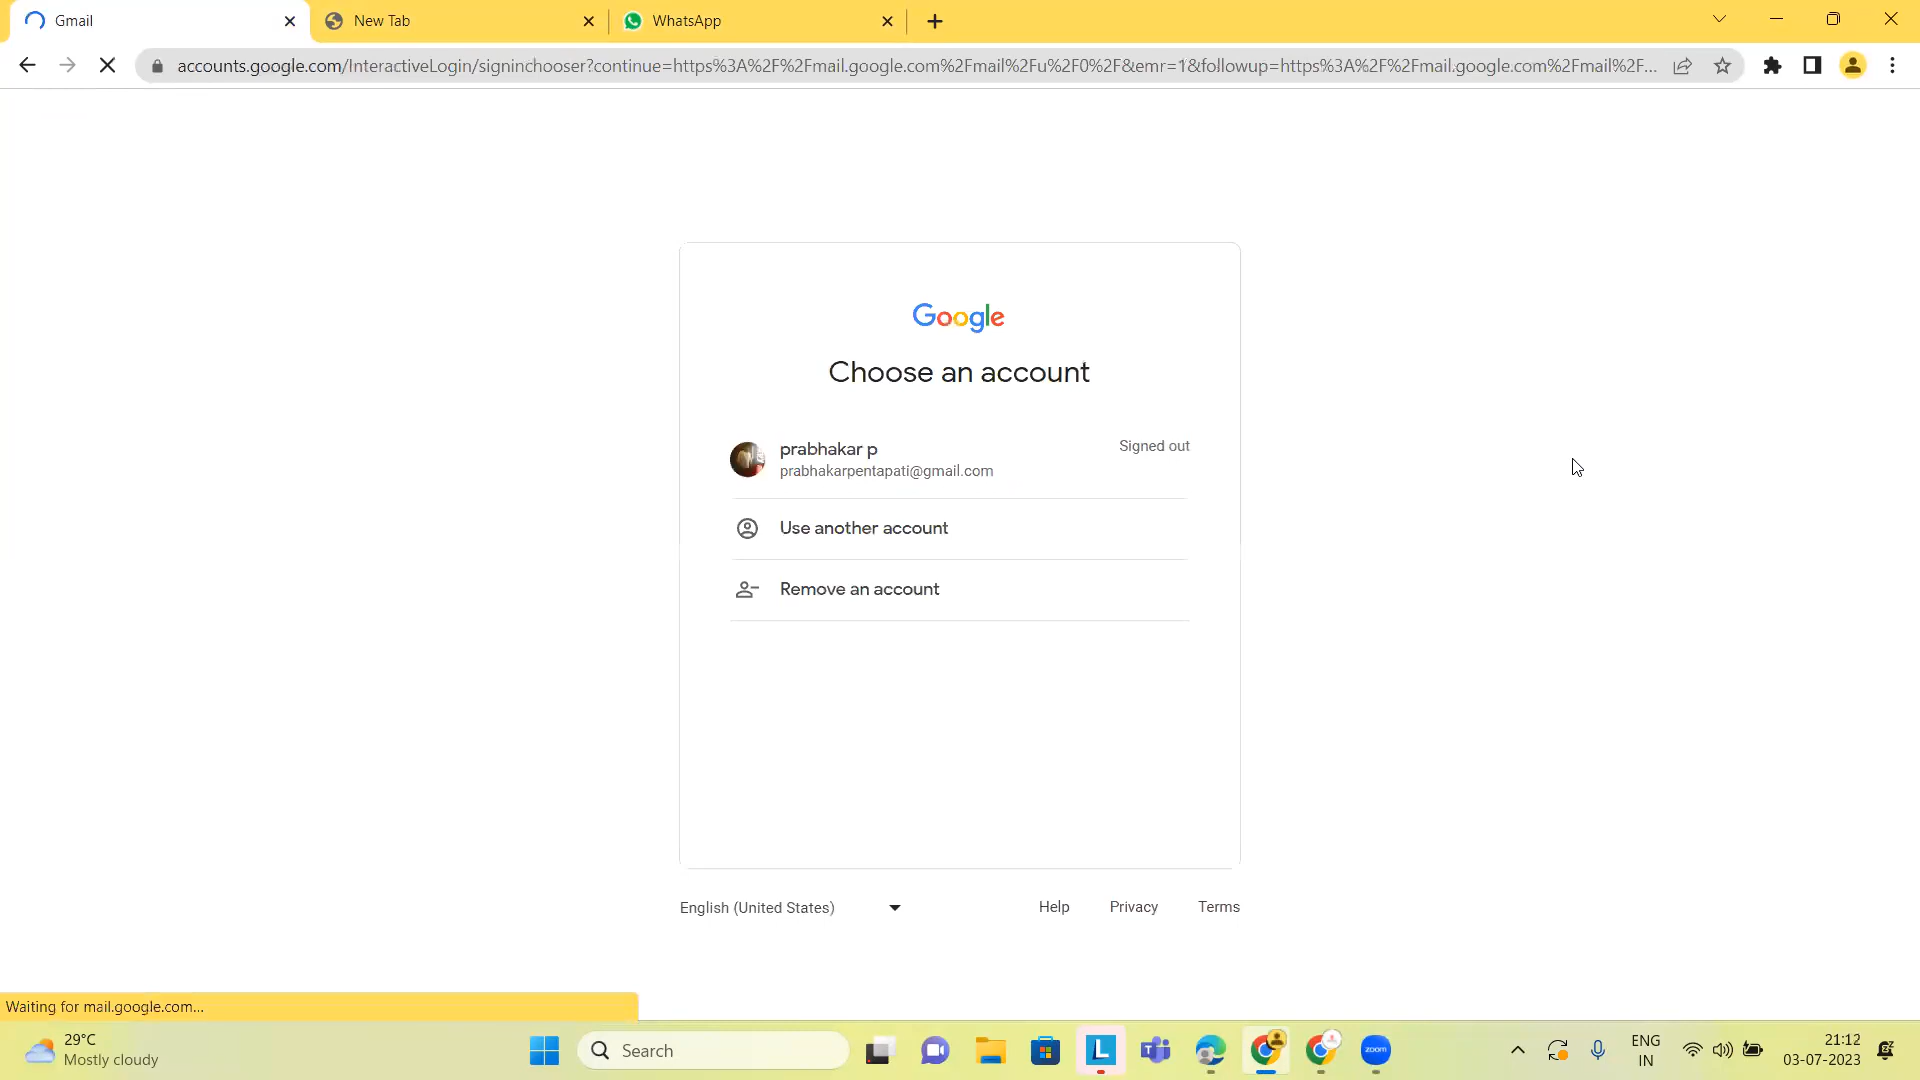 Gmail
New Tab
WhatsApp
accounts.google.com/InteractiveLogin/signinchooser?continue=https%3A%2F%2Fmail.google.com%2Fmail%2Fu%2F0%2F&emr=1&followup=https%3A%2F%2Fmail.google.com%2Fmail%2F...
Google
Choose an account
prabhakar p
Signed out
prabhakarpentapati@gmail.com
Use another account
Remove an account
English (United States)
Help
Privacy
Terms
Waiting for mail.google.com...
29°C
Mostly cloudy
Search
L
T
zoom
ENG
IN
21:12
03-07-2023